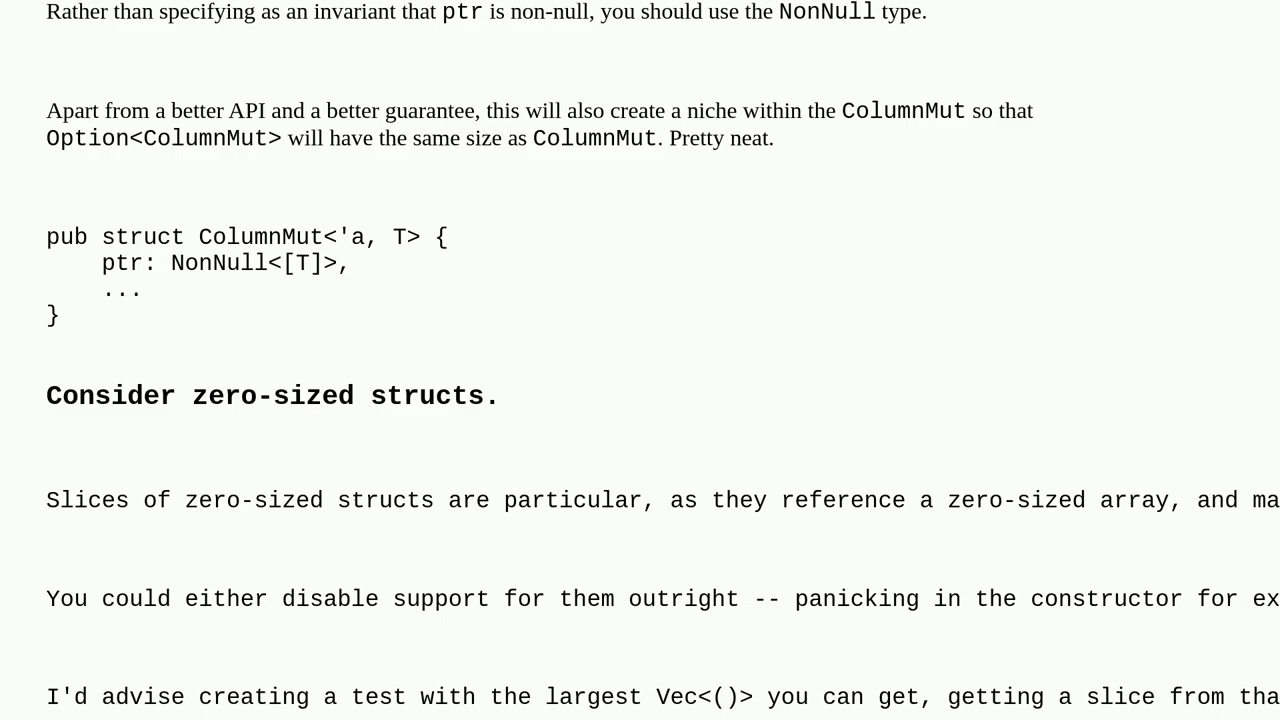 Rather than specifying as an invariant that ptr is non-null, you should use the NonNull type.
Apart from a better API and a better guarantee, this will also create a niche within the ColumnMut so that
Option<ColumnMut> will have the same size as ColumnMut. Pretty neat.
pub struct ColumnMut<'a, T> {
    ptr: NonNull<[T]>,
    ...
}
Consider zero-sized structs.
Slices of zero-sized structs are particular, as they reference a zero-sized array, and
You could either disable support for them outright -- panicking in the constructor for
I'd advise creating a test with the largest Vec<()> you can get, getting a slice from